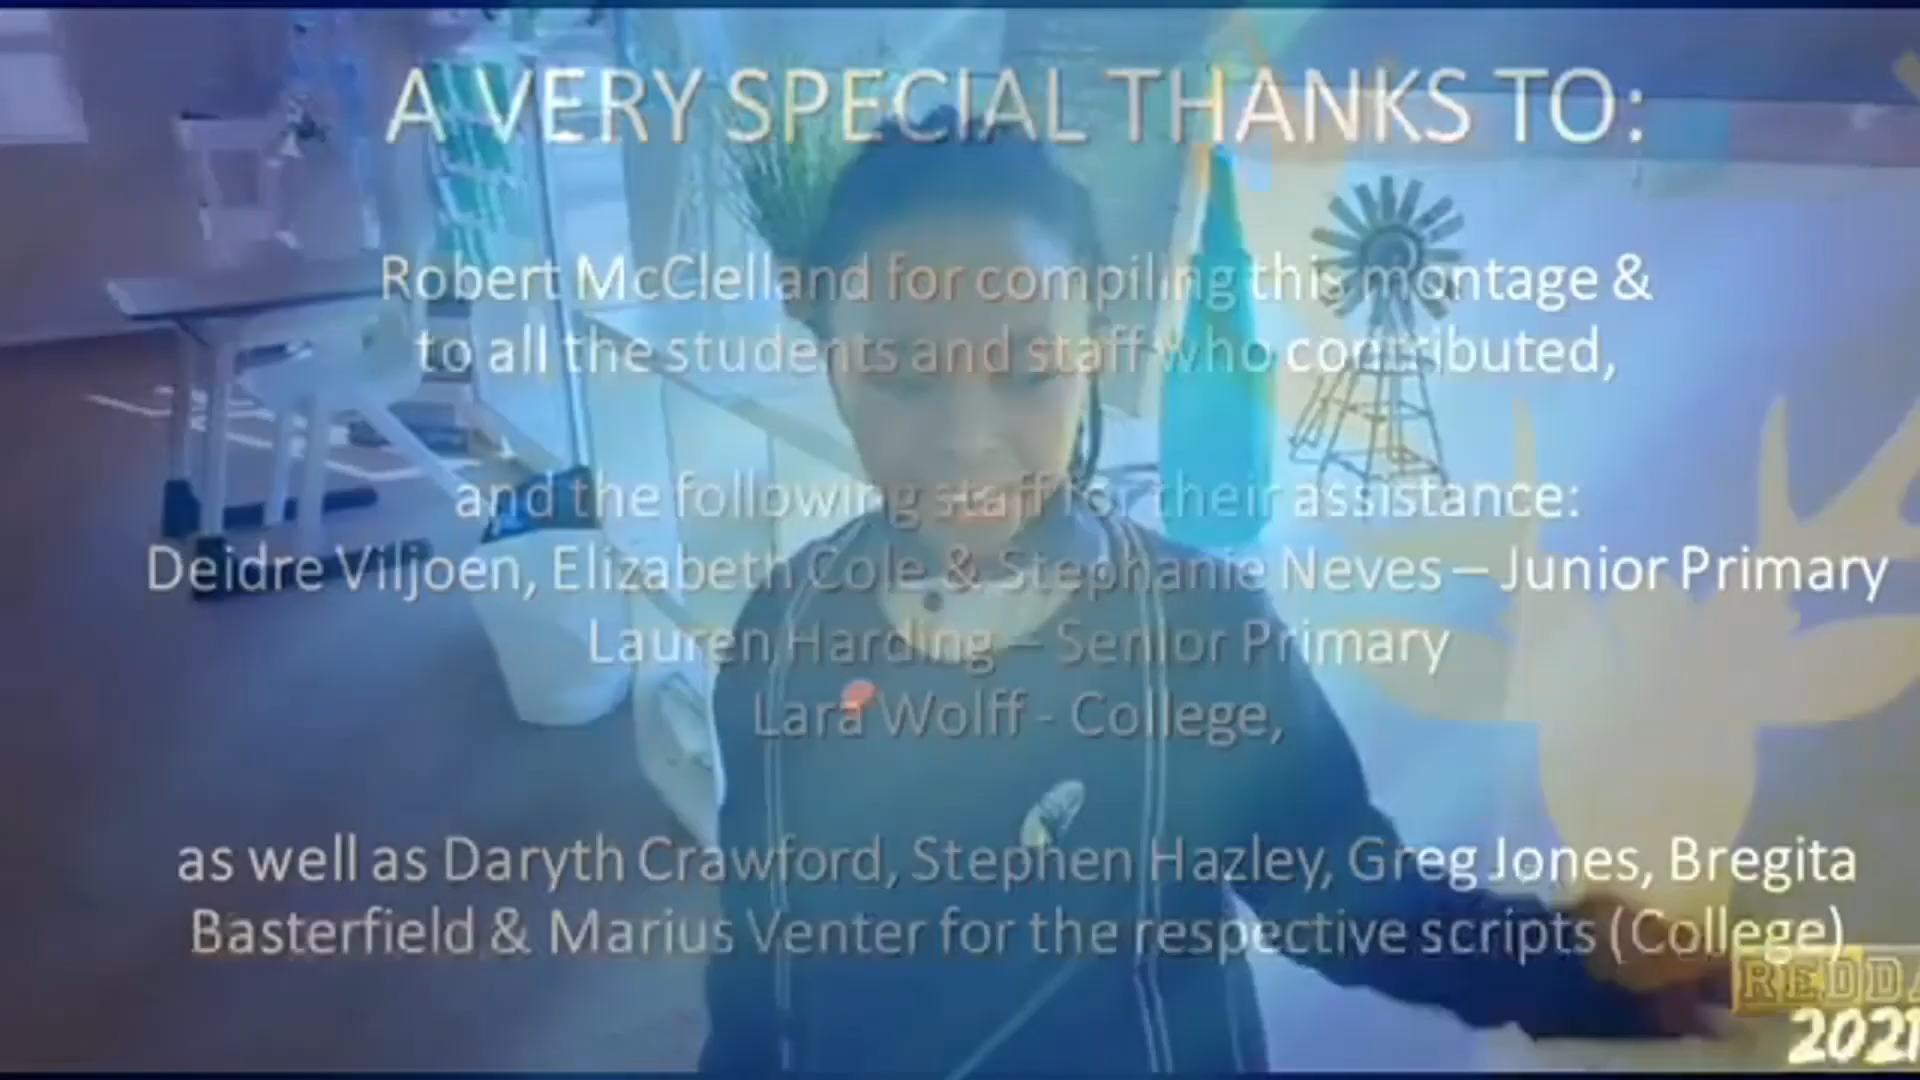 A VERY SPECIAL THANKS TO:
Robert McClelland for compiling this montage &
to all the students and staff who contributed,
and the following staff for their assistance:
Deidre Viljoen, Elizabeth Cole & Stephanie Neves – Junior Primary
Lauren Harding – Senior Primary
Lara Wolff - College,
as well as Daryth Crawford, Stephen Hazley, Greg Jones, Bregita
Basterfield & Marius Venter for the respective scripts (College)
REDDA
2021